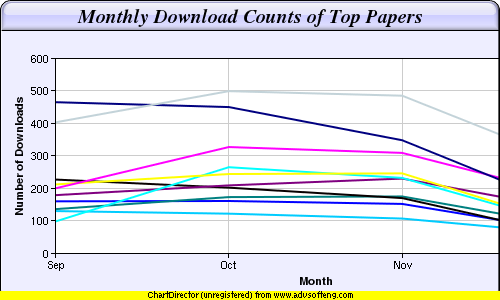 Monthly Download Counts of Top Papers
600
500
400
300
200
100
0
Number of Downloads
Sep Oct Nov
Month
ChartDirector (unregistered) from www.advsofteng.com